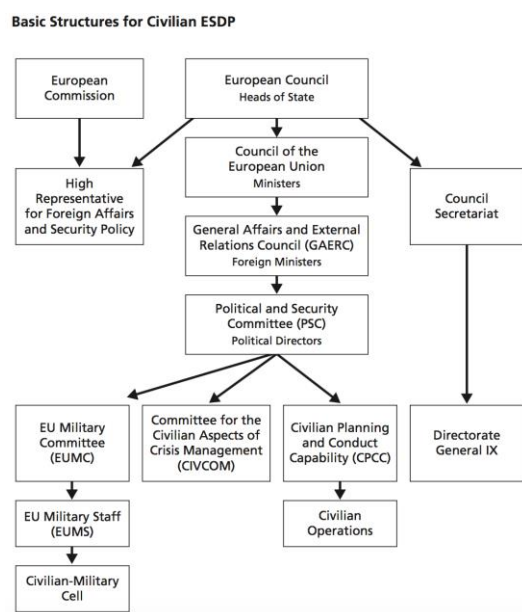 Basic Structures for Civilian ESDP
European
Commission
European Council
Heads of State
High
Representative
for Foreign Affairs
and Security Policy
Council of the
European Union
Ministers
Council
Secretariat
General Affairs and External
Relations Council (GAERC)
Foreign Ministers
Political and Security
Committee (PSC)
Political Directors
EU Military
Committee
(EUMC)
Committee for the
Civilian Aspects of
Crisis Management
(CIVCOM)
Civilian Planning
and Conduct
Capability (CPCC)
Directorate
General IX
EU Military Staff
(EUMS)
Civilian
Operations
Civilian-Military
Cell